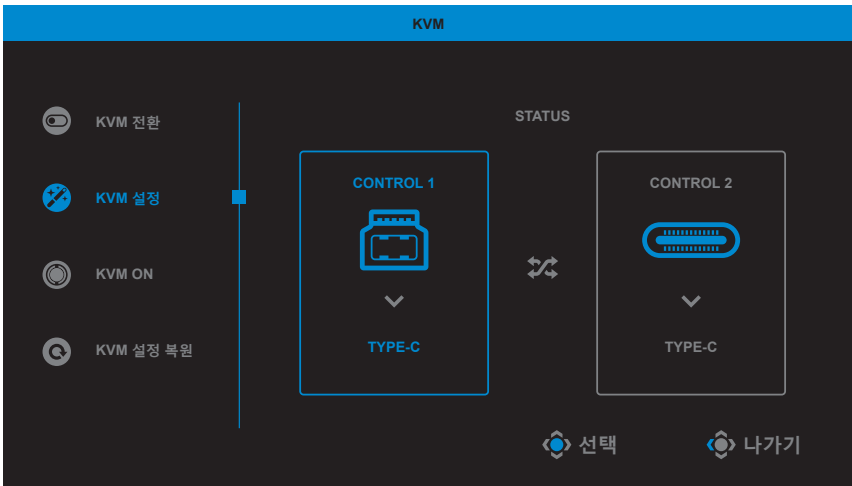 KVM
KVM 전환
KVM 설정
KVM ON
KVM 설정 복원
STATUS
CONTROL 1
TYPE-C
CONTROL 2
TYPE-C
선택
나가기